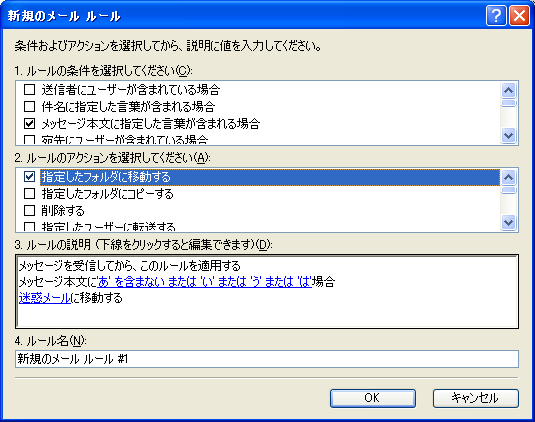 新規のメール ルール
条件およびアクションを選択してから、説明に値を入力してください。
1. ルールの条件を選択してください(C):
送信者にユーザーが含まれている場合
件名に指定した言葉が含まれる場合
メッセージ本文に指定した言葉が含まれる場合
宛先にユーザーが含まれている場合
2. ルールのアクションを選択してください(A):
指定したフォルダに移動する
指定したフォルダにコピーする
削除する
指定したユーザーに転送する
3. ルールの説明 (下線をクリックすると編集できます)(D):
メッセージを受信してから、このルールを適用する
メッセージ本文に'あ' を含まない または 'い' または 'う' または 'は'場合
迷惑メールに移動する
4. ルール名(N):
新規のメール ルール #1
OK キャンセル